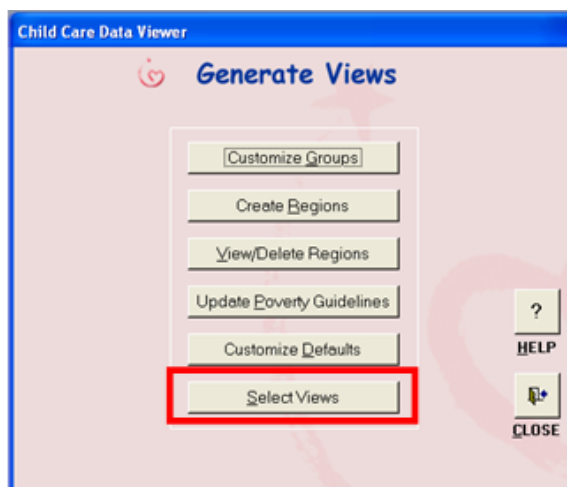 Child Care Data Viewer
Generate Views
Customize Groups
Create Regions
View/Delete Regions
Update Poverty Guidelines
Customize Defaults
Select Views
?
HELP
CLOSE